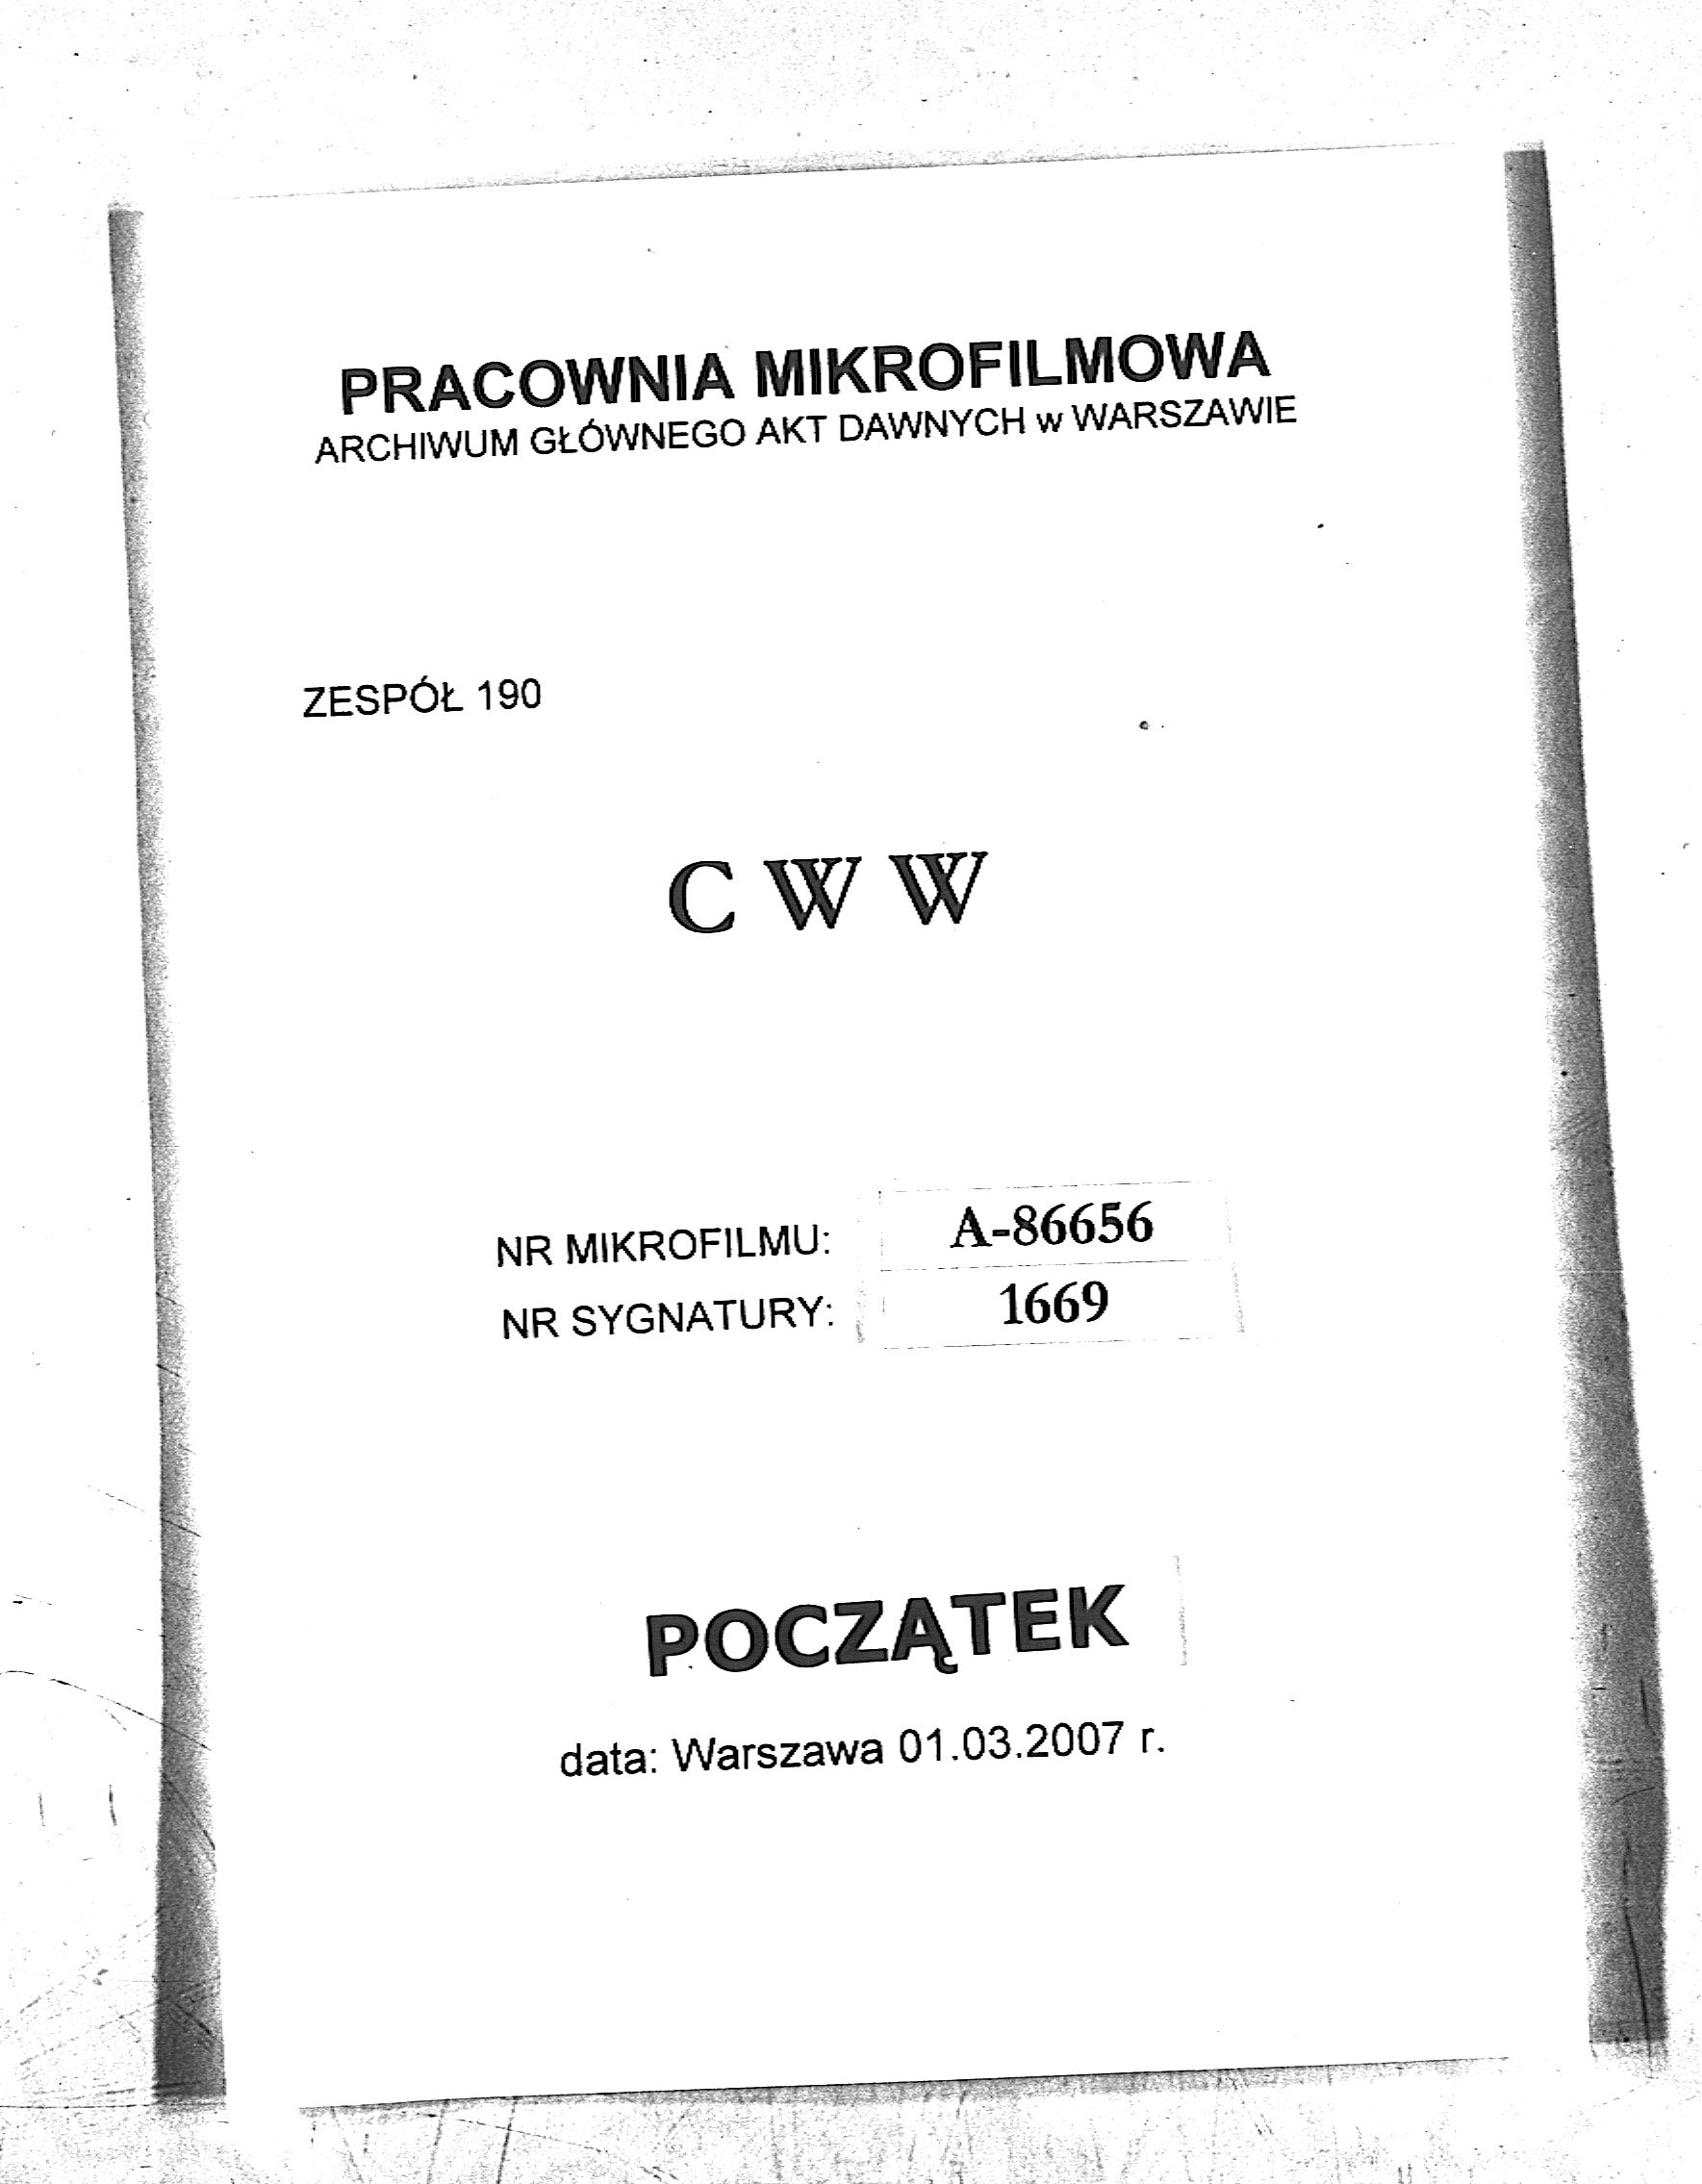 PRACOWNIA MIKROFILMOWA
ARCHIWUM GŁÓWNEGO AKT DAWNYCH w WARSZAWIE
ZESPÓŁ 190
C W W
NR MIKROFILMU: A-86656
NR SYGNATURY: 1669
POCZĄTEK
data: Warszawa 01.03.2007 r.